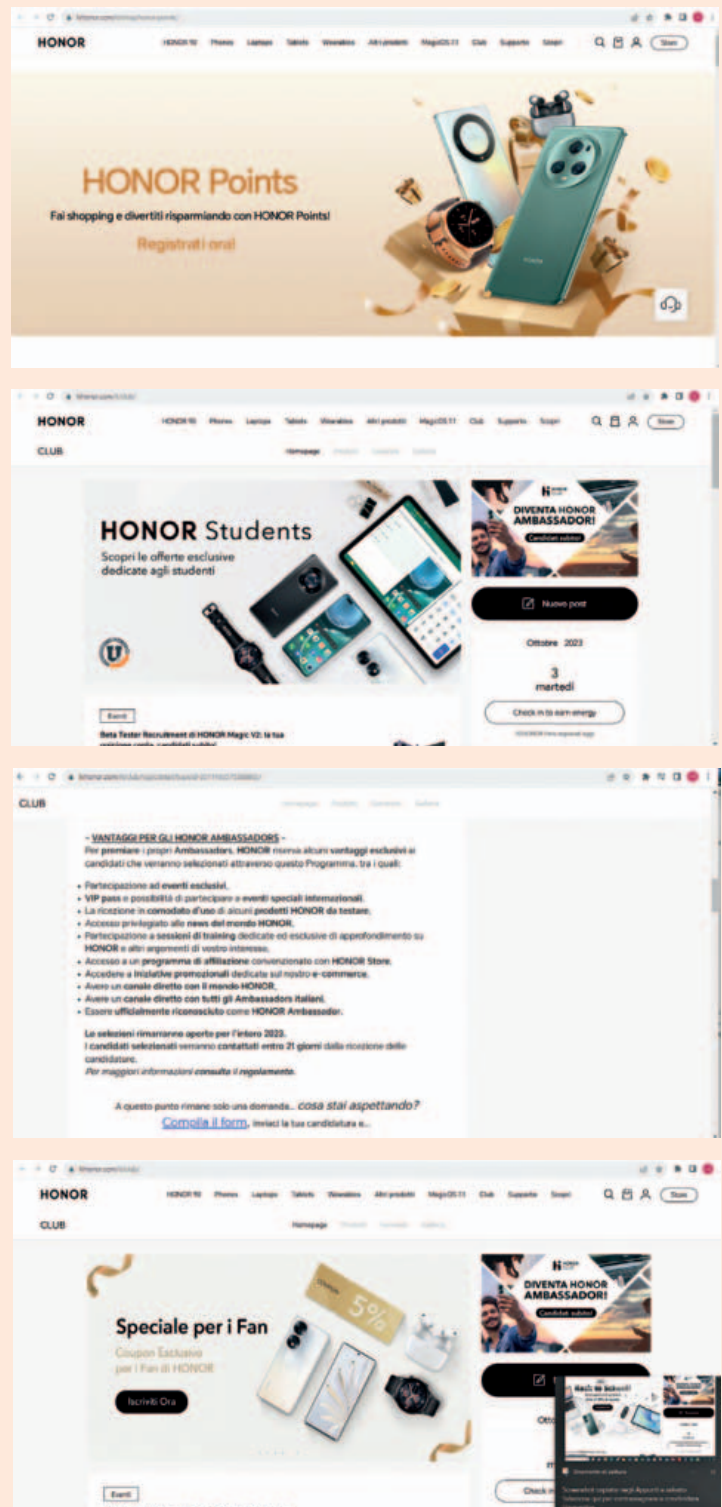 HONOR
HONOR 90 Phones Laptops Tablets Wearables Altri prodotti MagicOS 7.1 Club Supporto Scopri Store
HONOR Points
Fai shopping e divertiti risparmiando con HONOR Points!
Registrati ora!
HONOR
HONOR 90 Phones Laptops Tablets Wearables Altri prodotti MagicOS 7.1 Club Supporto Scopri Store
CLUB
Homepage
HONOR Students
Scopri le offerte esclusive
dedicate agli studenti
DIVENTA HONOR
AMBASSADOR!
Candidati subito!
Nuovo post
Ottobre 2023
3
martedì
Check in to earn energy
Eventi
Beta Tester Recruitment di HONOR Magic V2: la tua
opinione conta, candidati subito!
CLUB
Homepage
- VANTAGGI PER GLI HONOR AMBASSADORS -
Per premiare i propri Ambassadors, HONOR riserva alcuni vantaggi esclusivi ai
candidati che verranno selezionati attraverso questo Programma, tra i quali:
• Partecipazione ad eventi esclusivi,
• VIP pass e possibilità di partecipare a eventi speciali internazionali,
• La ricezione in comodato d'uso di alcuni prodotti HONOR da testare,
• Accesso privilegiato alle news del mondo HONOR,
• Partecipazione a sessioni di training dedicate ed esclusive di approfondimento su
HONOR e altri argomenti di vostro interesse,
• Accesso a un programma di affiliazione convenzionato con HONOR Store,
• Accedere a iniziative promozionali dedicate sul nostro e-commerce,
• Avere un canale diretto con il mondo HONOR,
• Avere un canale diretto con tutti gli Ambassadors italiani,
• Essere ufficialmente riconosciuto come HONOR Ambassador.
Le selezioni rimarranno aperte per l'intero 2023.
I candidati selezionati verranno contattati entro 21 giorni dalla ricezione delle
candidature.
Per maggiori informazioni consulta il regolamento.
A questo punto rimane solo una domanda... cosa stai aspettando?
Compila il form, inviaci la tua candidatura e...
HONOR
HONOR 90 Phones Laptops Tablets Wearables Altri prodotti MagicOS 7.1 Club Supporto Scopri Store
CLUB
Homepage
Speciale per i Fan
Coupon Esclusivo
per i Fan di HONOR
Iscriviti Ora
5%
DIVENTA HONOR
AMBASSADOR!
Candidati subito!
Eventi
Check in